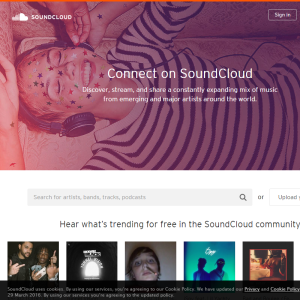 SOUNDCLOUD
Sign in
Connect on SoundCloud
Discover, stream, and share a constantly expanding mix of music
from emerging and major artists around the world.
Search for artists, bands, tracks, podcasts
or
Upload
Hear what's trending for free in the SoundCloud community
SoundCloud uses cookies. By using our services, you're agreeing to our Cookie Policy. We have updated our Privacy and Cookie Policy
29 March 2016. By using our services you're agreeing to the updated policy.